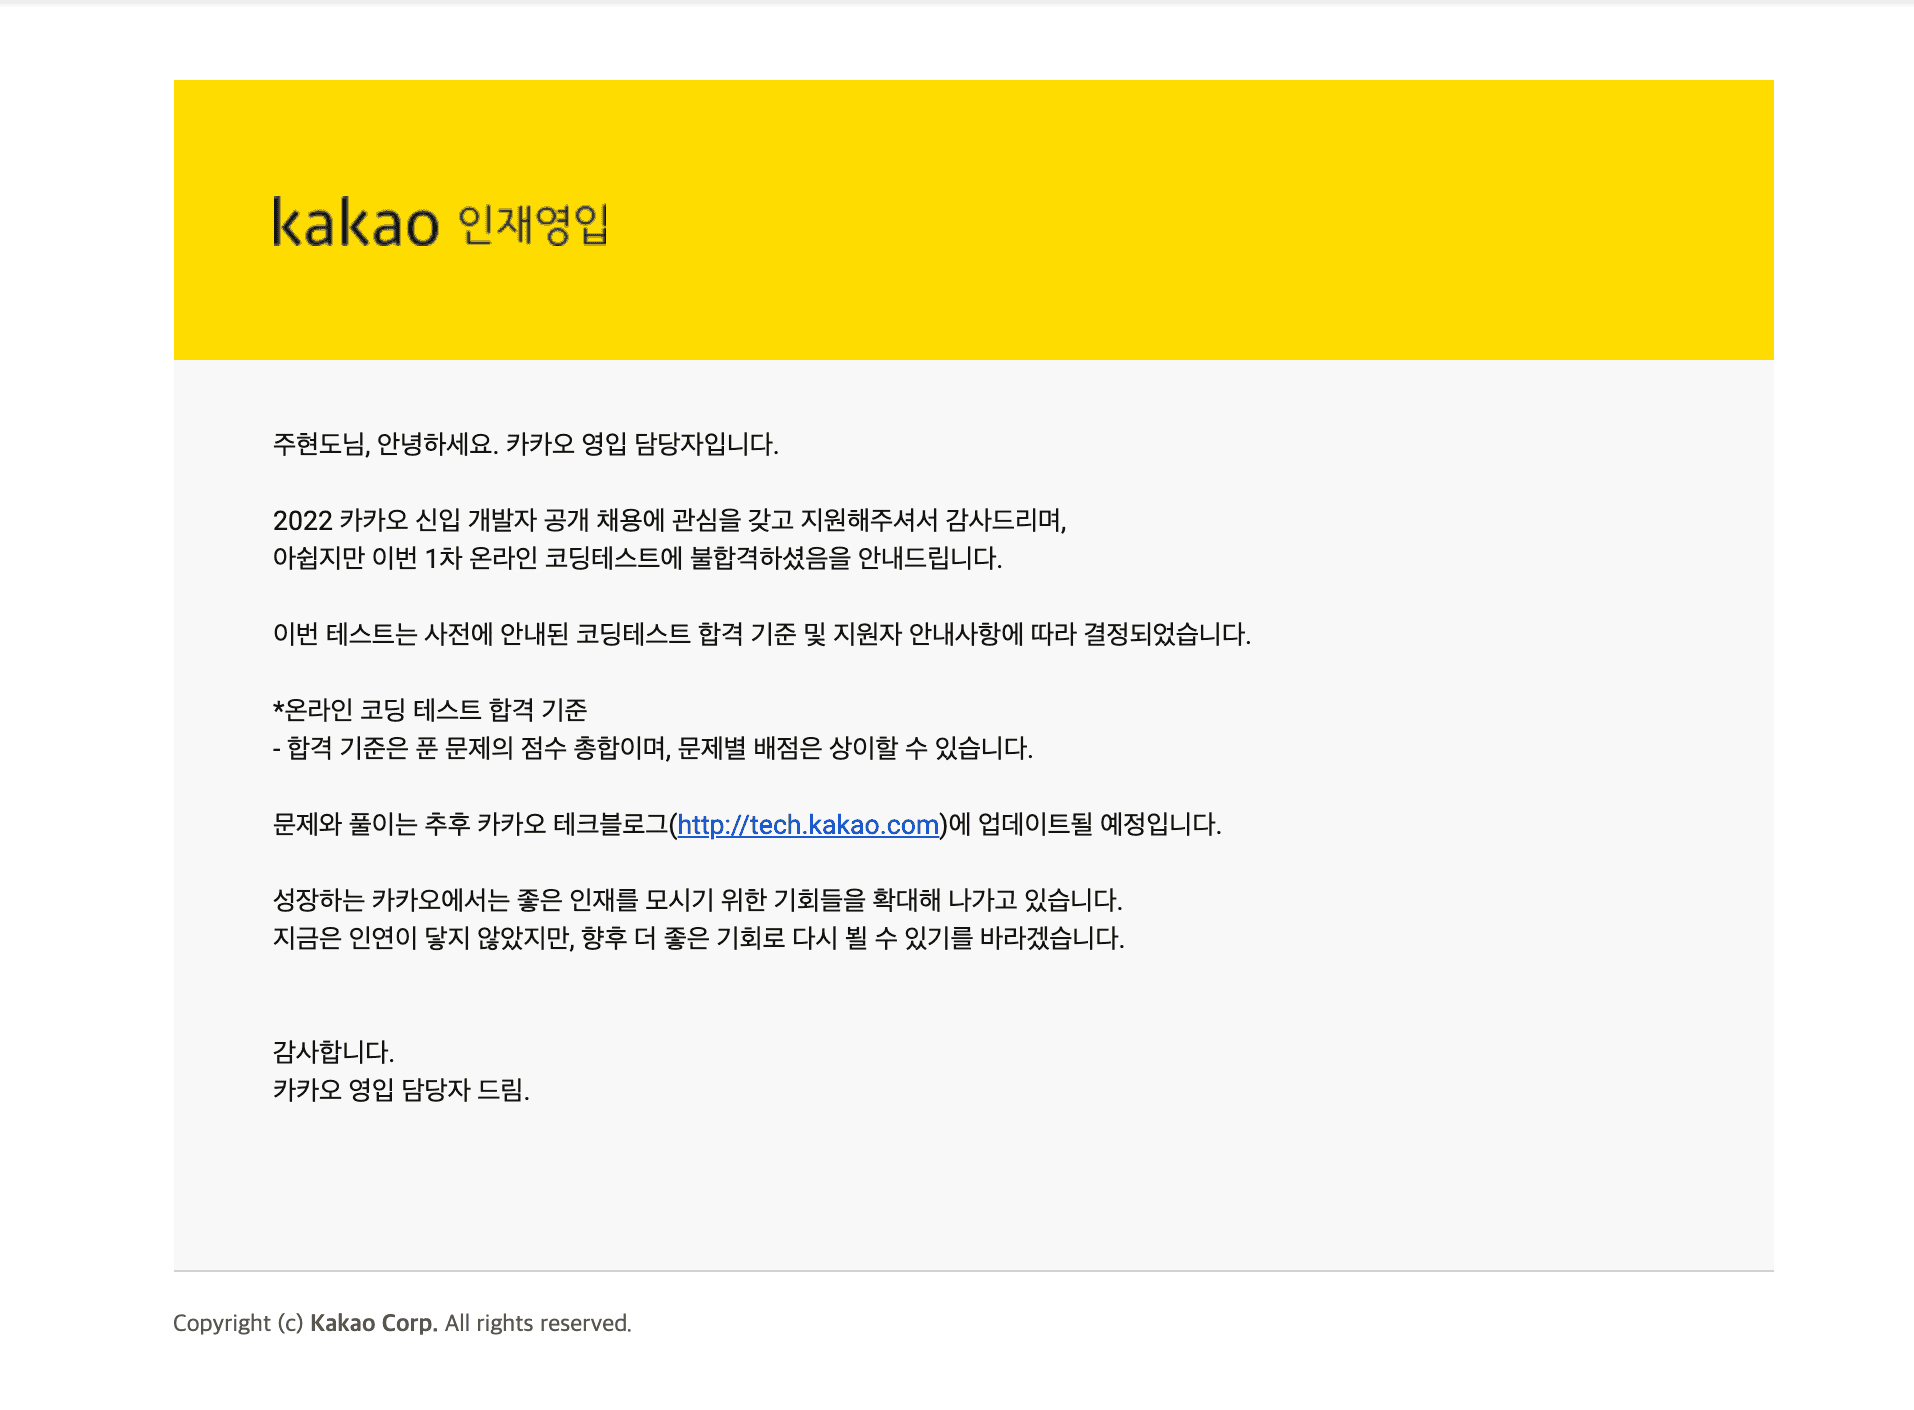 kakao 인재영입
주현도님, 안녕하세요. 카카오 영입 담당자입니다.
2022 카카오 신입 개발자 공개 채용에 관심을 갖고 지원해주셔서 감사드리며,
아쉽지만 이번 1차 온라인 코딩테스트에 불합격하셨음을 안내드립니다.
이번 테스트는 사전에 안내된 코딩테스트 합격 기준 및 지원자 안내사항에 따라 결정되었습니다.
*온라인 코딩 테스트 합격 기준
- 합격 기준은 푼 문제의 점수 총합이며, 문제별 배점은 상이할 수 있습니다.
문제와 풀이는 추후 카카오 테크블로그(http://tech.kakao.com)에 업데이트될 예정입니다.
성장하는 카카오에서는 좋은 인재를 모시기 위한 기회들을 확대해 나가고 있습니다.
지금은 인연이 닿지 않았지만, 향후 더 좋은 기회로 다시 뵐 수 있기를 바라겠습니다.
감사합니다.
카카오 영입 담당자 드림.
Copyright (c) Kakao Corp. All rights reserved.